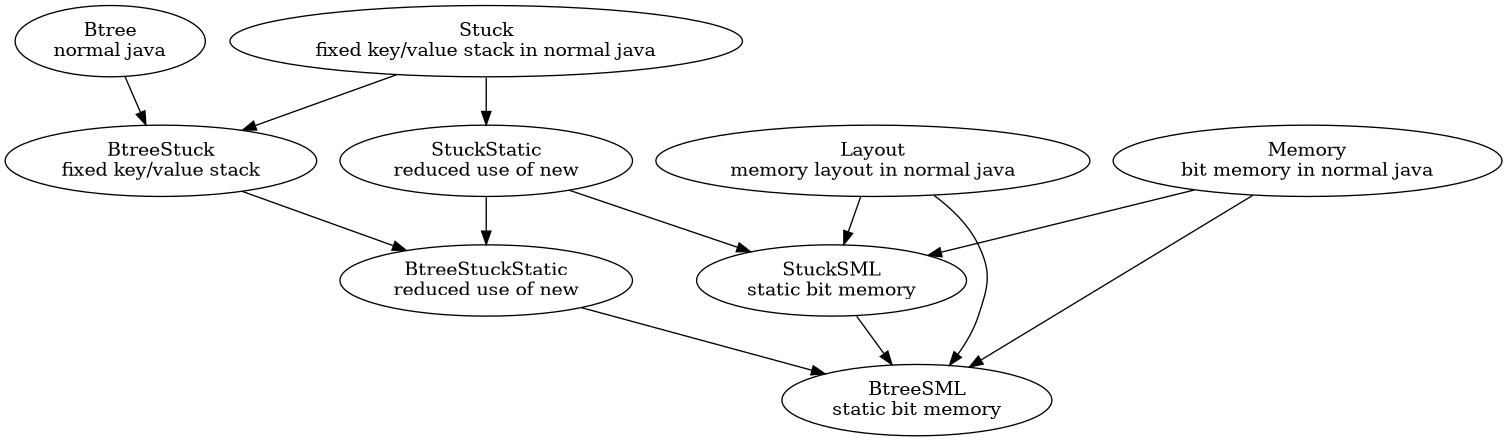 Btree
normal java
Stuck
fixed key/value stack in normal java
BtreeStuck
fixed key/value stack
StuckStatic
reduced use of new
Layout
memory layout in normal java
Memory
bit memory in normal java
BtreeStuckStatic
reduced use of new
StuckSML
static bit memory
BtreeSML
static bit memory